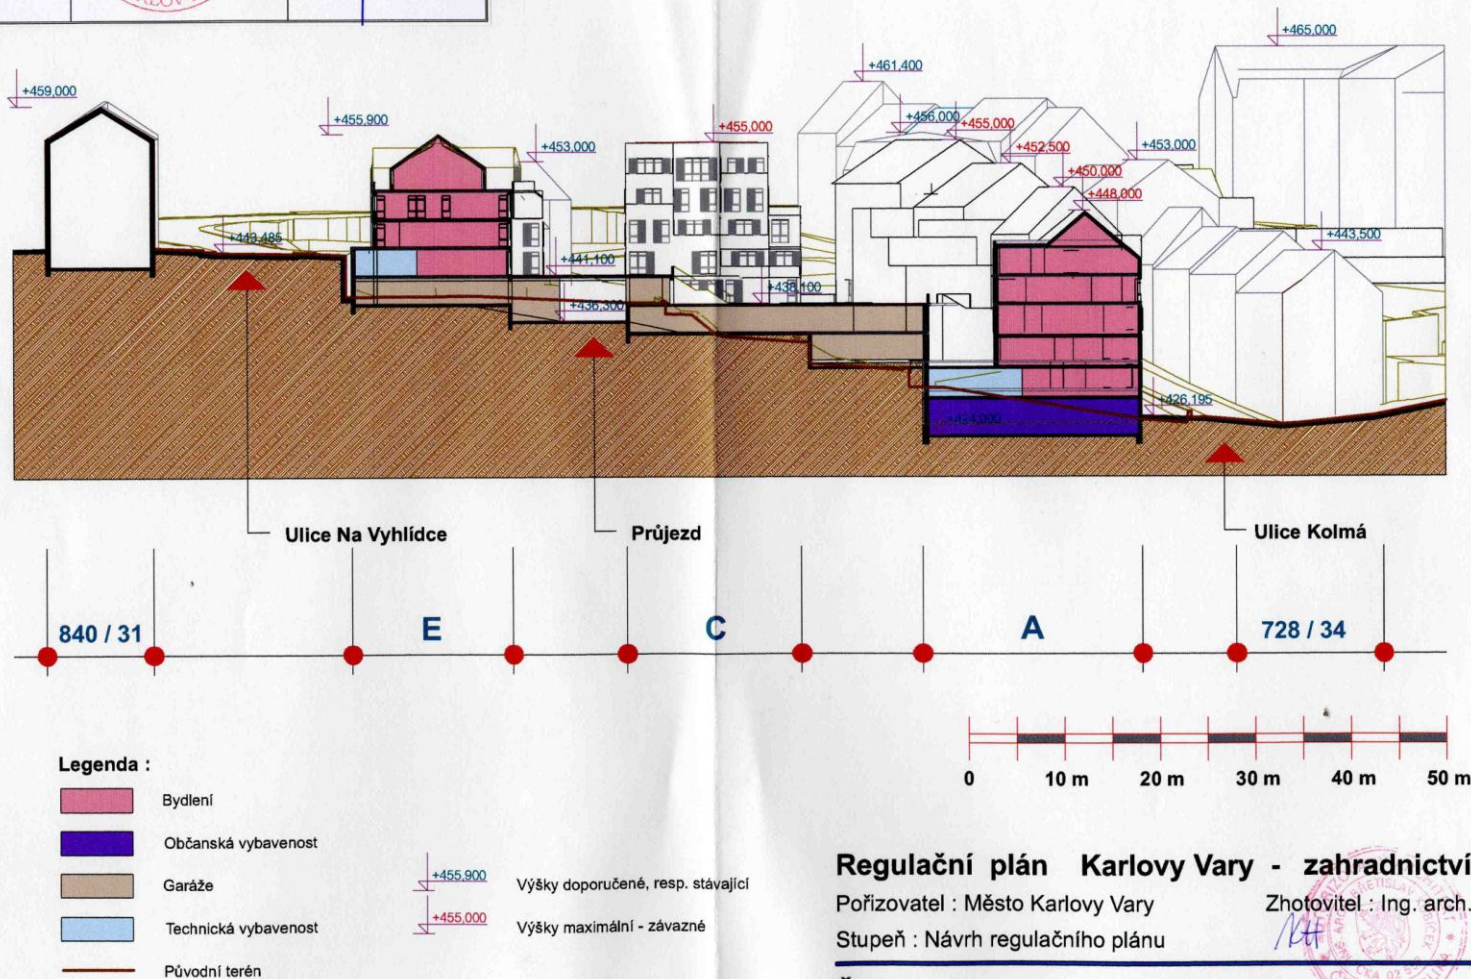 +465,000
+461,400
+459,000
+455,900
+456,000
+455,000
+455,000
+453,000
+452,500
+453,000
+450,000
+448,000
+443,485
+443,500
+441,100
+438,100
+436,300
+426,195
+424,000
Ulice Na Vyhlídce
Průjezd
Ulice Kolmá
840 / 31
E
C
A
728 / 34
0 10 m 20 m 30 m 40 m 50 m
Legenda :
Bydlení
Občanská vybavenost
Garáže
Technická vybavenost
Původní terén
+455,900 Výšky doporučené, resp. stávající
+455,000 Výšky maximální - závazné
Regulační plán Karlovy Vary - zahradnictví
Pořizovatel : Město Karlovy Vary Zhotovitel : Ing. arch.
Stupeň : Návrh regulačního plánu